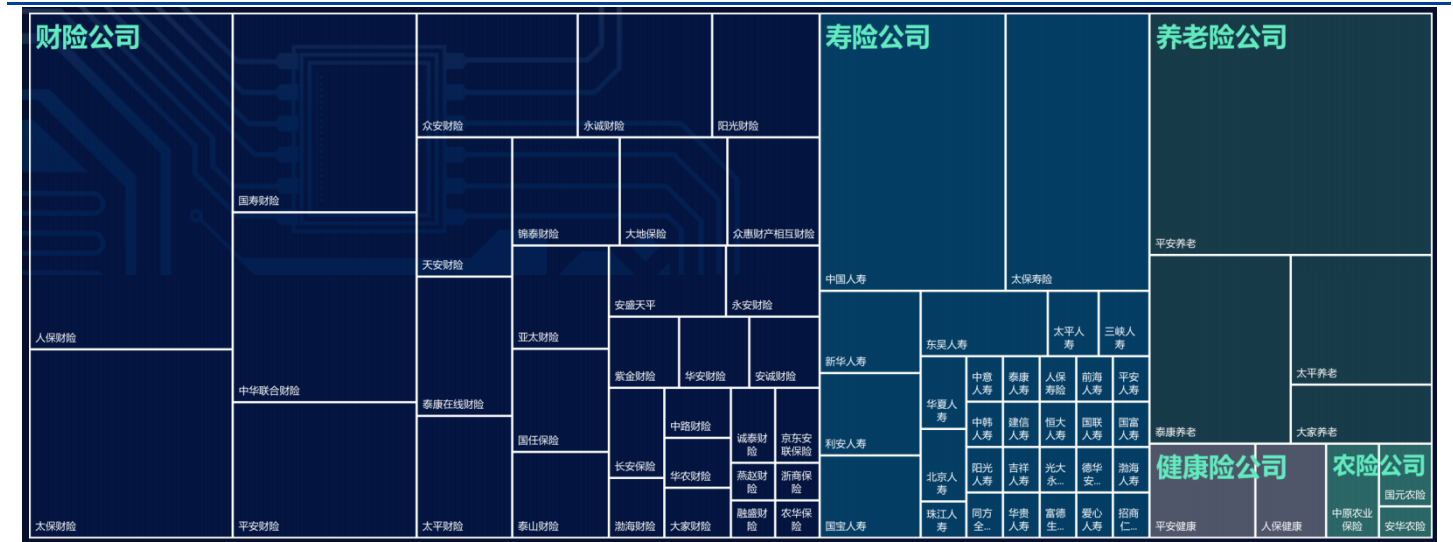 财险公司
人保财险
太保财险
国寿财险
中华联合财险
平安财险
众安财险
永诚财险
阳光财险
天安财险
泰康在线财险
太平财险
锦泰财险
大地保险
众惠财产相互财险
亚太财险
国任保险
泰山财险
安盛天平
永安财险
紫金财险
华安财险
安诚财险
长安保险
渤海财险
中路财险
华农财险
大家财险
诚泰财
险
京东安
联保险
燕赵财
险
浙商保
险
融盛财
险
农华保
险
寿险公司
中国人寿
太保寿险
新华人寿
利安人寿
国宝人寿
东吴人寿
太平人
寿
三峡人
寿
华夏人
寿
北京人
寿
珠江人
寿
中意
人寿
泰康
人寿
人保
寿险
前海
人寿
平安
人寿
中韩
人寿
建信
人寿
恒大
人寿
国联
人寿
国富
人寿
阳光
人寿
吉祥
人寿
光大
永...
德华
安...
渤海
人寿
同方
全...
华贵
人寿
富德
生...
爱心
人寿
招商
仁...
养老险公司
平安养老
泰康养老
太平养老
大家养老
健康险公司
平安健康
人保健康
农险公司
中原农业
保险
国元农险
安华农险